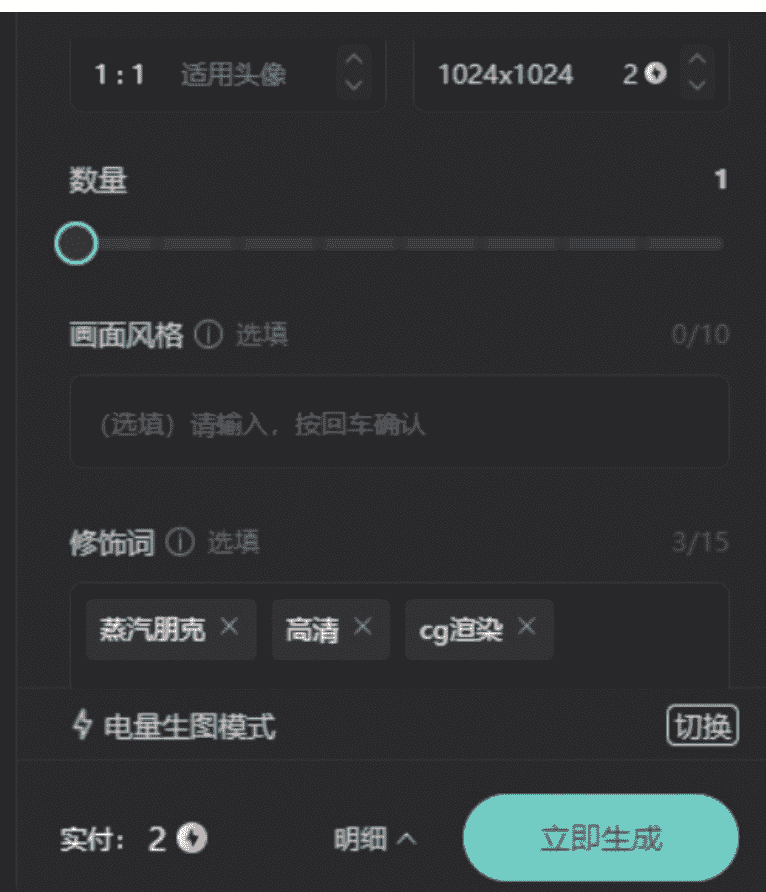 1 : 1 适用头像 1024x1024 2
数量 1
画面风格 选填 0/10
(选填) 请输入，按回车确认
修饰词 选填 3/15
蒸汽朋克 × 高清 × cg渲染 ×
电量生图模式 切换
实付： 2 明细 立即生成